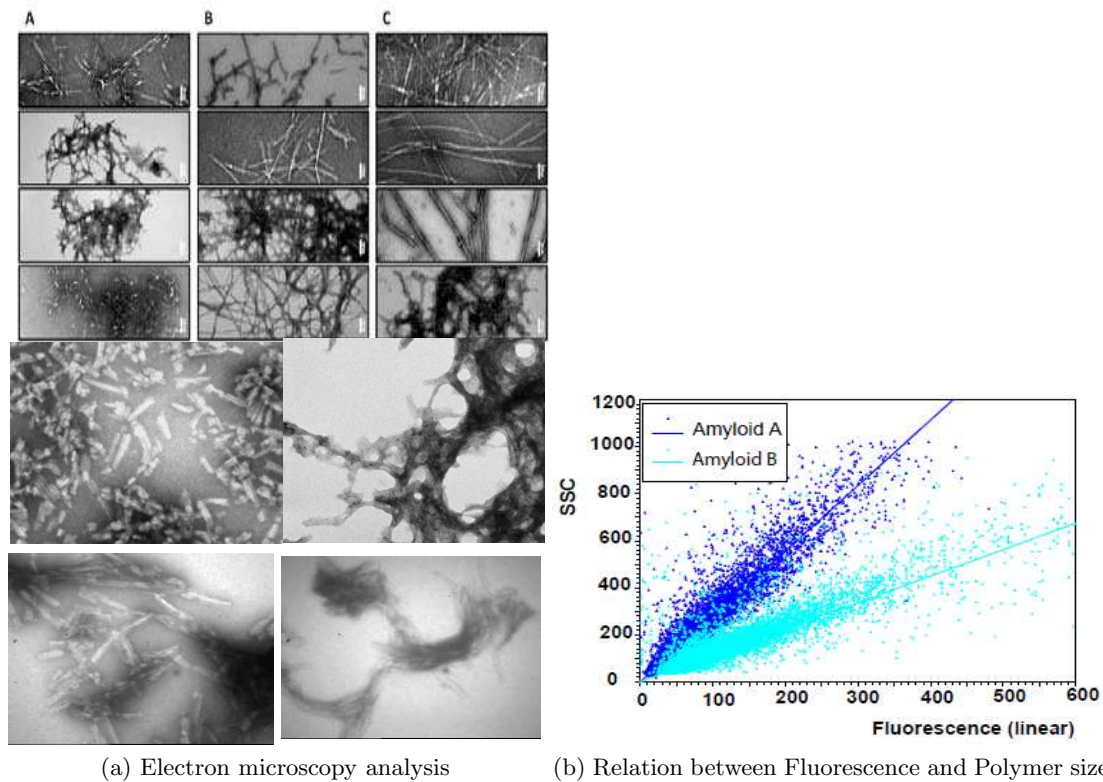 A B C
1200
1000
800
600
400
200
0
SSC
Amyloid A
Amyloid B
0 100 200 300 400 500 600
Fluorescence (linear)
(a) Electron microscopy analysis
(b) Relation between Fluorescence and Polymer size